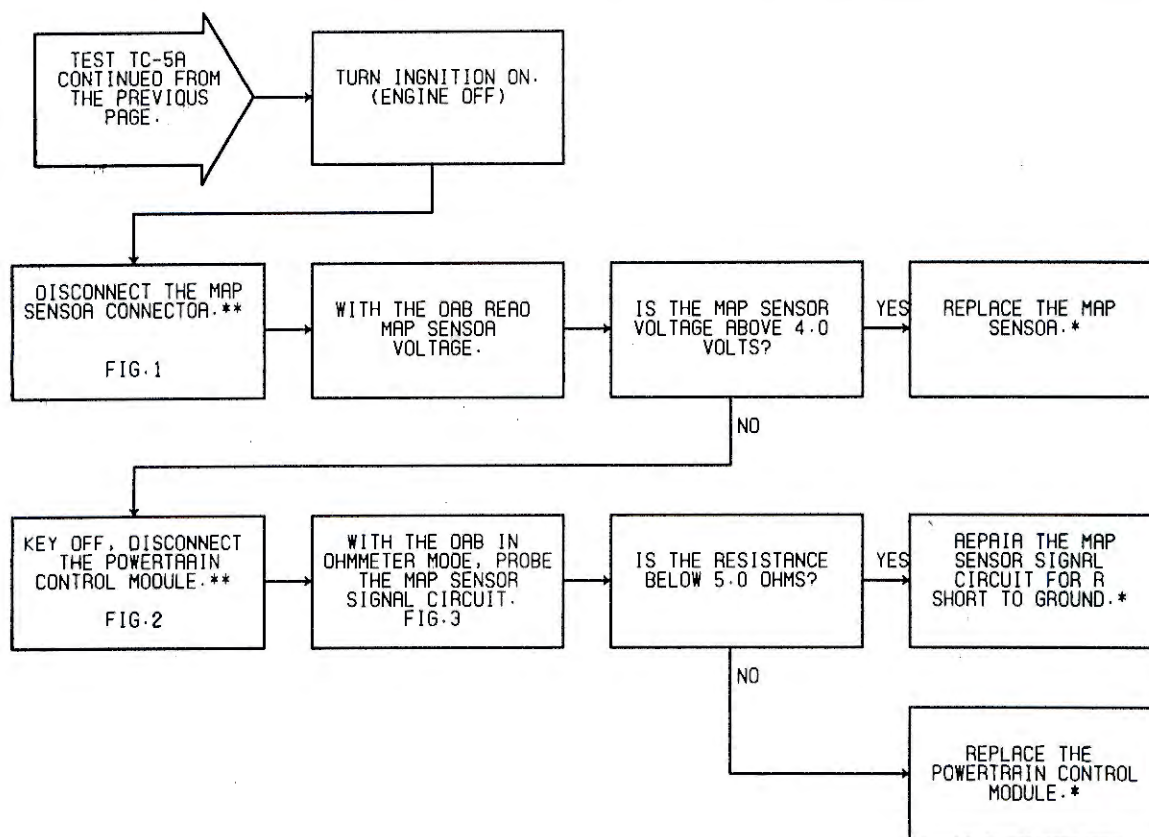 TEST TC-5A
CONTINUED FROM
THE PREVIOUS
PAGE.
TURN INGNITION ON.
(ENGINE OFF)
DISCONNECT THE MAP
SENSOR CONNECTOR.**
FIG.1
WITH THE DRB READ
MAP SENSOR
VOLTAGE.
IS THE MAP SENSOR
VOLTAGE ABOVE 4.0
VOLTS?
YES
REPLACE THE MAP
SENSOR.*
NO
KEY OFF, DISCONNECT
THE POWERTRAIN
CONTROL MODULE.**
FIG.2
WITH THE DRB IN
OHMMETER MODE, PROBE
THE MAP SENSOR
SIGNAL CIRCUIT.
FIG.3
IS THE RESISTANCE
BELOW 5.0 OHMS?
YES
REPAIR THE MAP
SENSOR SIGNAL
CIRCUIT FOR A
SHORT TO GROUND.*
NO
REPLACE THE
POWERTRAIN CONTROL
MODULE.*